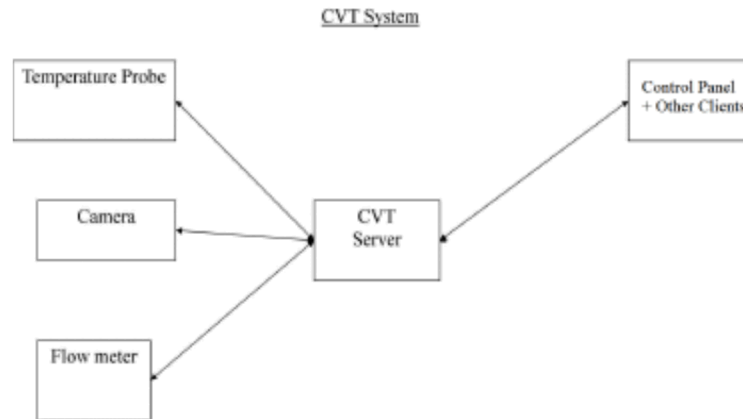 CVT System
Temperature Probe
Control Panel
+ Other Clients
Camera
CVT
Server
Flow meter